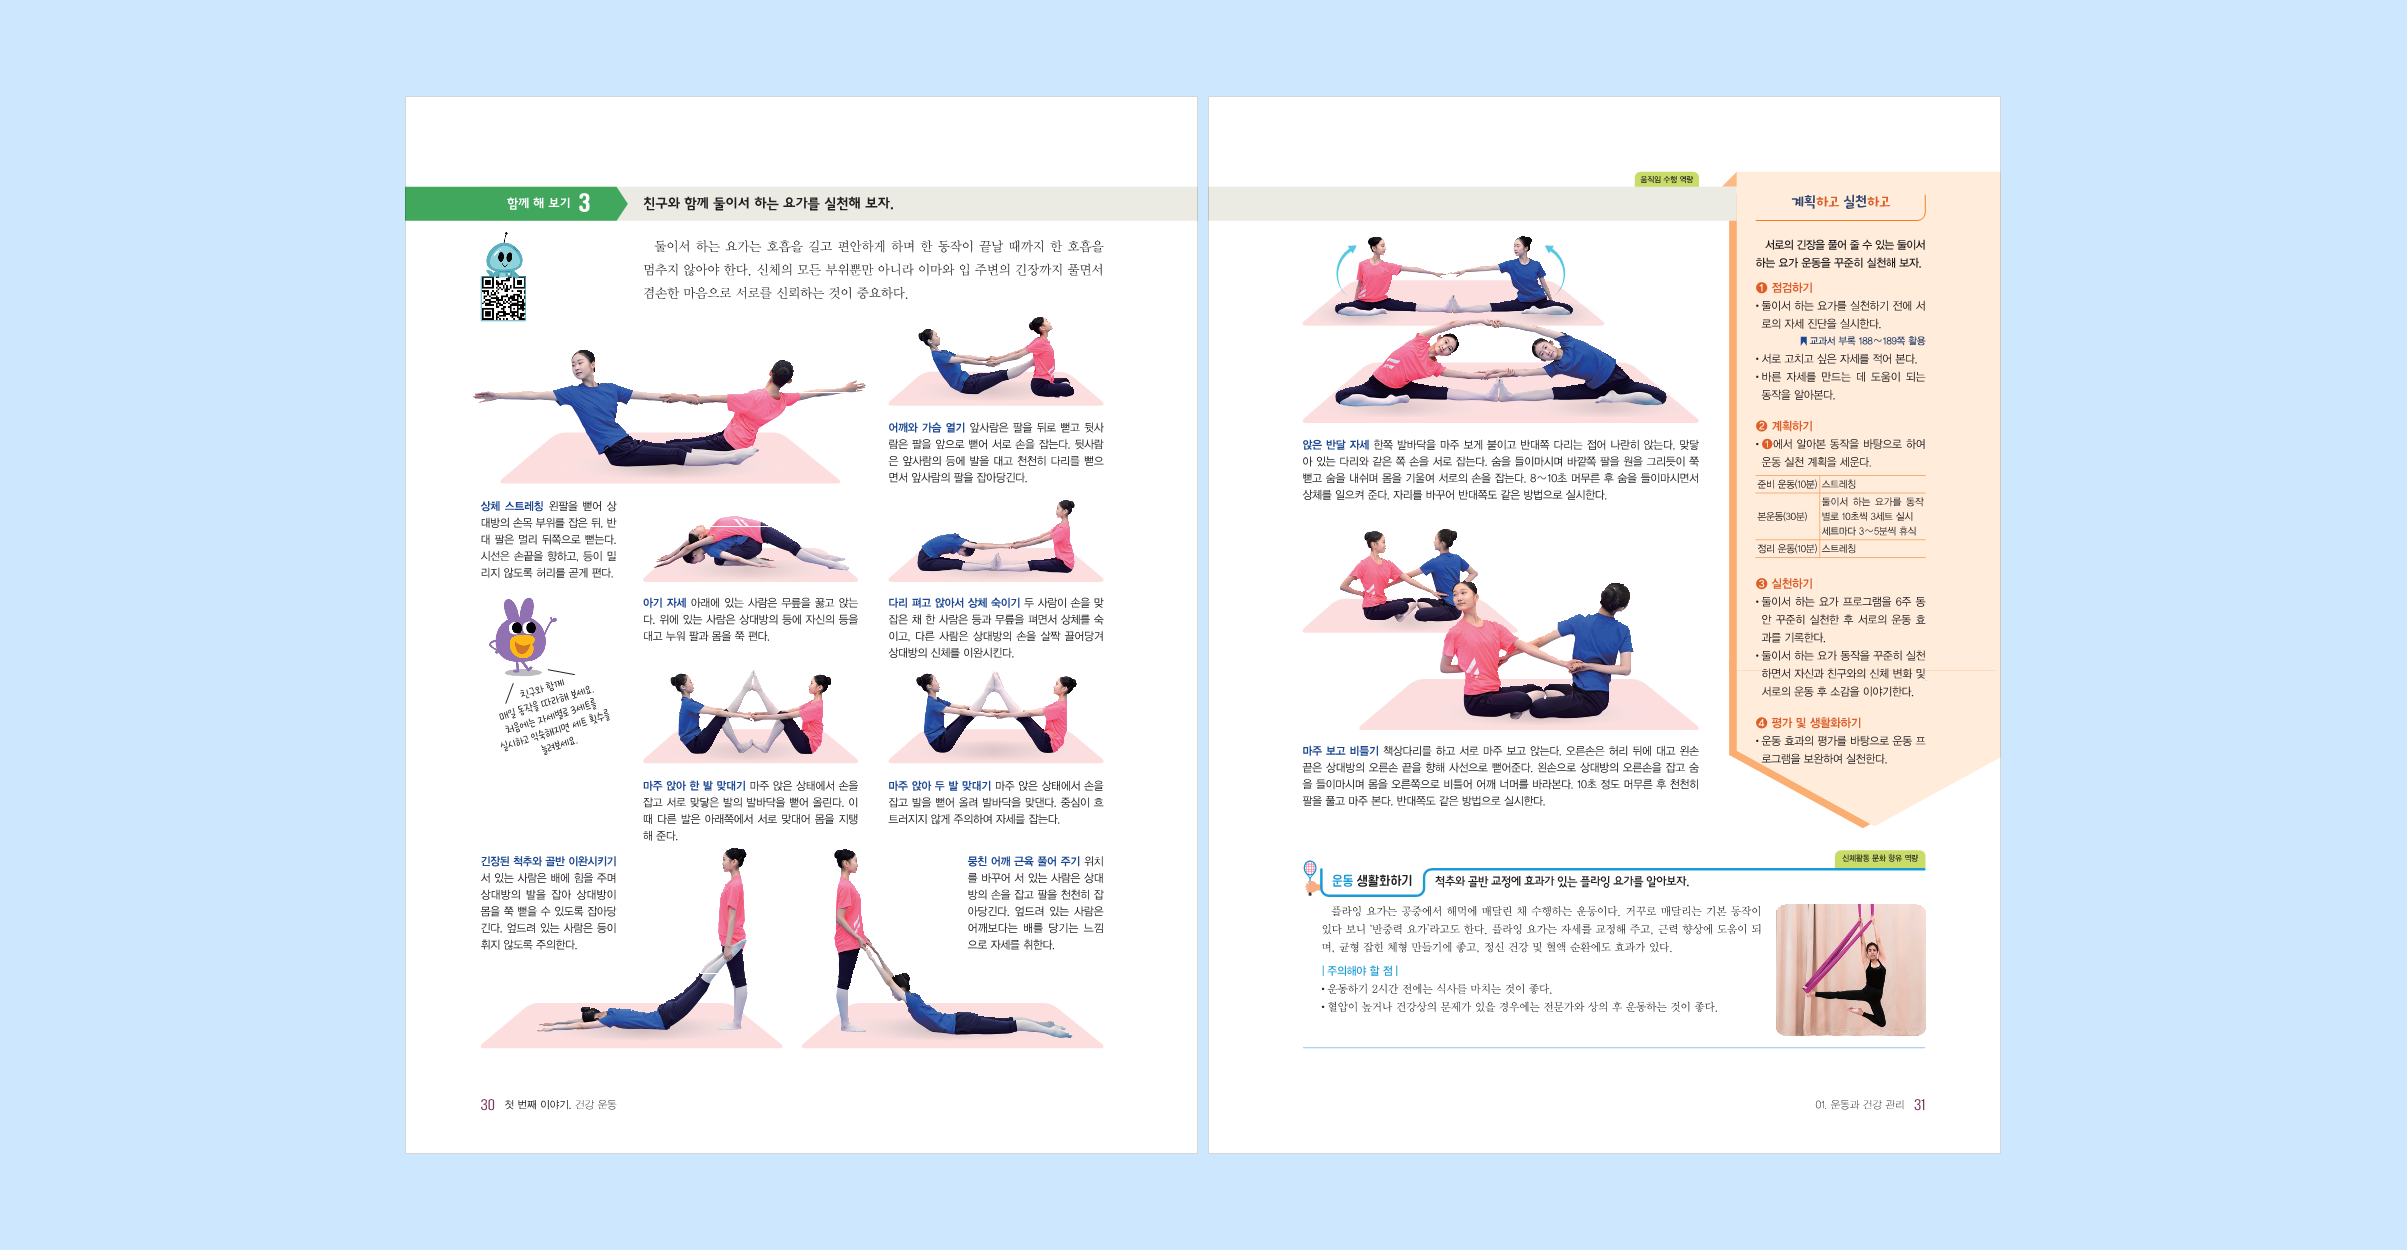 함께 해 보기 3
친구와 함께 둘이서 하는 요가를 실천해 보자.
둘이서 하는 요가는 호흡을 길고 편안하게 하며 한 동작이 끝날 때까지 한 호흡을
멈추지 않아야 한다. 신체의 모든 부위뿐만 아니라 이마와 입 주변의 긴장까지 풀면서
겸손한 마음으로 서로를 신뢰하는 것이 중요하다.
어깨와 가슴 열기 앞사람은 팔을 뒤로 뻗고 뒷사
람은 팔을 앞으로 뻗어 서로 손을 잡는다. 뒷사람
은 앞사람의 등에 발을 대고 천천히 다리를 뻗으
면서 앞사람의 팔을 잡아당긴다.
상체 스트레칭 왼팔을 뻗어 상
대방의 손목 부위를 잡은 뒤, 반
대 팔은 멀리 뒤쪽으로 뻗는다.
시선은 손끝을 향하고, 등이 밀
리지 않도록 허리를 곧게 편다.
아기 자세 아래에 있는 사람은 무릎을 꿇고 앉는
다. 위에 있는 사람은 상대방의 등에 자신의 등을
대고 누워 팔과 몸을 쭉 편다.
다리 펴고 앉아서 상체 숙이기 두 사람이 손을 맞
잡은 채 한 사람은 등과 무릎을 펴면서 상체를 숙
이고, 다른 사람은 상대방의 손을 살짝 끌어당겨
상대방의 신체를 이완시킨다.
친구와 함께
매일 동작을 따라해 보세요.
처음에는 자세별로 3세트를
실시하고 익숙해지면 세트 횟수를
늘려보세요.
마주 앉아 한 발 맞대기 마주 앉은 상태에서 손을
잡고 서로 맞닿은 발의 발바닥을 뻗어 올린다. 이
때 다른 발은 아래쪽에서 서로 맞대어 몸을 지탱
해 준다.
마주 앉아 두 발 맞대기 마주 앉은 상태에서 손을
잡고 발을 뻗어 올려 발바닥을 맞댄다. 중심이 흐
트러지지 않게 주의하여 자세를 잡는다.
긴장된 척추와 골반 이완시키기
서 있는 사람은 배에 힘을 주며
상대방의 발을 잡아 상대방이
몸을 쭉 뻗을 수 있도록 잡아당
긴다. 엎드려 있는 사람은 등이
휘지 않도록 주의한다.
뭉친 어깨 근육 풀어 주기 위치
를 바꾸어 서 있는 사람은 상대
방의 손을 잡고 팔을 천천히 잡
아당긴다. 엎드려 있는 사람은
어깨보다는 배를 당기는 느낌
으로 자세를 취한다.
30 첫 번째 이야기. 건강 운동
움직임 수행 역량
앉은 반달 자세 한쪽 발바닥을 마주 보게 붙이고 반대쪽 다리는 접어 나란히 앉는다. 맞닿
아 있는 다리와 같은 쪽 손을 서로 잡는다. 숨을 들이마시며 바깥쪽 팔을 원을 그리듯이 쭉
뻗고 숨을 내쉬며 몸을 기울여 서로의 손을 잡는다. 8~10초 머무른 후 숨을 들이마시면서
상체를 일으켜 준다. 자리를 바꾸어 반대쪽도 같은 방법으로 실시한다.
마주 보고 비틀기 책상다리를 하고 서로 마주 보고 앉는다. 오른손은 허리 뒤에 대고 왼손
끝은 상대방의 오른손 끝을 향해 사선으로 뻗어준다. 왼손으로 상대방의 오른손을 잡고 숨
을 들이마시며 몸을 오른쪽으로 비틀어 어깨 너머를 바라본다. 10초 정도 머무른 후 천천히
팔을 풀고 마주 본다. 반대쪽도 같은 방법으로 실시한다.
계획하고 실천하고
서로의 긴장을 풀어 줄 수 있는 둘이서
하는 요가 운동을 꾸준히 실천해 보자.
❶ 점검하기
• 둘이서 하는 요가를 실천하기 전에 서
로의 자세 진단을 실시한다.
교과서 부록 188~189쪽 활용
• 서로 고치고 싶은 자세를 적어 본다.
• 바른 자세를 만드는 데 도움이 되는
동작을 알아본다.
❷ 계획하기
• ❶에서 알아본 동작을 바탕으로 하여
운동 실천 계획을 세운다.
준비 운동(10분) 스트레칭
본운동(30분) 둘이서 하는 요가를 동작
별로 10초씩 3세트 실시
세트마다 3~5분씩 휴식
정리 운동(10분) 스트레칭
❸ 실천하기
• 둘이서 하는 요가 프로그램을 6주 동
안 꾸준히 실천한 후 서로의 운동 효
과를 기록한다.
• 둘이서 하는 요가 동작을 꾸준히 실천
하면서 자신과 친구와의 신체 변화 및
서로의 운동 후 소감을 이야기한다.
❹ 평가 및 생활화하기
• 운동 효과의 평가를 바탕으로 운동 프
로그램을 보완하여 실천한다.
신체활동 문화 향유 역량
운동 생활화하기 척추와 골반 교정에 효과가 있는 플라잉 요가를 알아보자.
플라잉 요가는 공중에서 해먹에 매달린 채 수행하는 운동이다. 거꾸로 매달리는 기본 동작이
있다 보니 ‘반중력 요가’라고도 한다. 플라잉 요가는 자세를 교정해 주고, 근력 향상에 도움이 되
며, 균형 잡힌 체형 만들기에 좋고, 정신 건강 및 혈액 순환에도 효과가 있다.
| 주의해야 할 점 |
• 운동하기 2시간 전에는 식사를 마치는 것이 좋다.
• 혈압이 높거나 건강상의 문제가 있을 경우에는 전문가와 상의 후 운동하는 것이 좋다.
01. 운동과 건강 관리 31